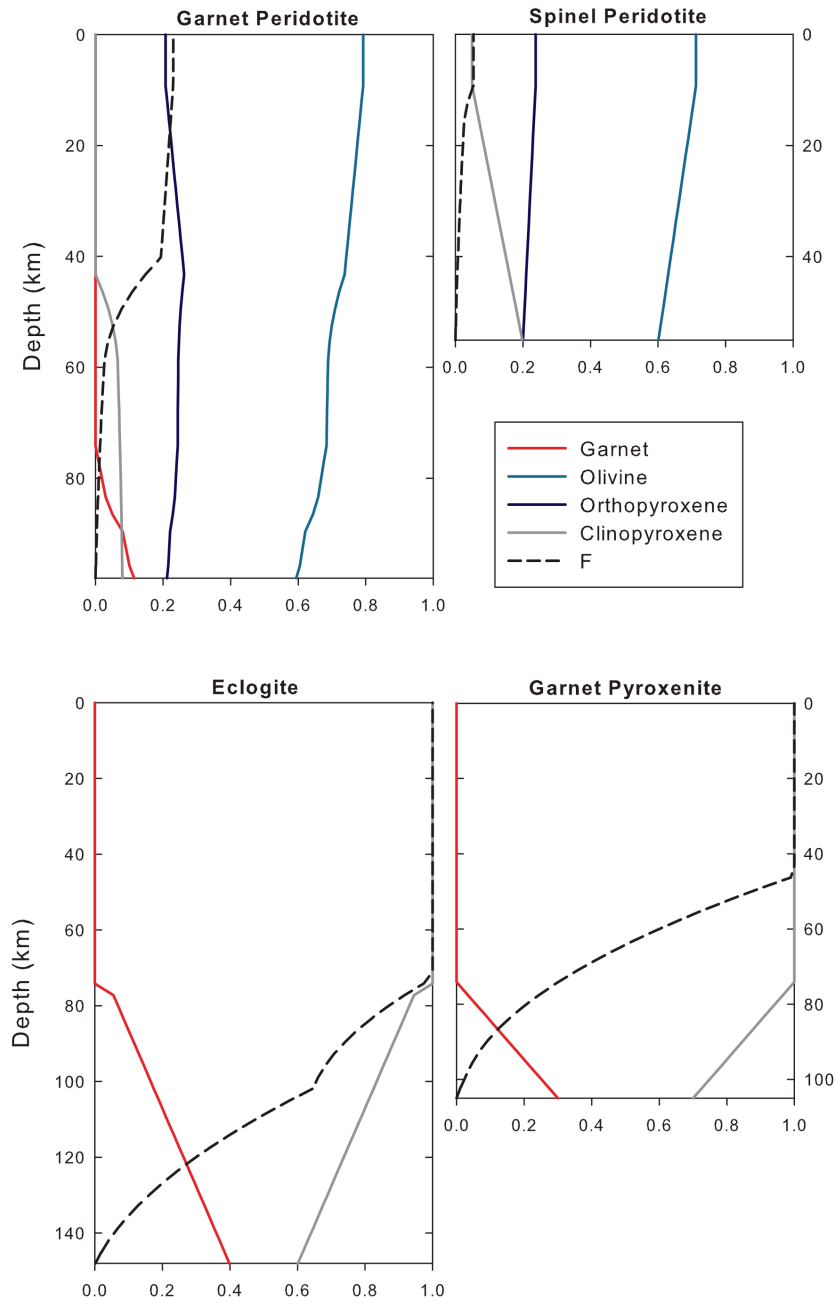 Garnet Peridotite
Spinel Peridotite
0
20
40
60
80
Depth (km)
0.0 0.2 0.4 0.6 0.8 1.0
0
20
40
0.0 0.2 0.4 0.6 0.8 1.0
Garnet
Olivine
Orthopyroxene
Clinopyroxene
F
Eclogite
Garnet Pyroxenite
0
20
40
60
80
100
120
140
Depth (km)
0.0 0.2 0.4 0.6 0.8 1.0
0
20
40
60
80
100
0.0 0.2 0.4 0.6 0.8 1.0